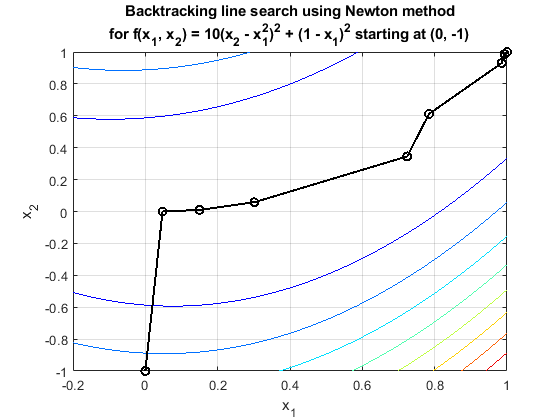 Backtracking line search using Newton method
for f(x₁, x₂) = 10(x₂ - x₁²)² + (1 - x₁)² starting at (0, -1)
1
0.8
0.6
0.4
0.2
0
-0.2
-0.4
-0.6
-0.8
-1
x₂
-0.2 0 0.2 0.4 0.6 0.8 1
x₁